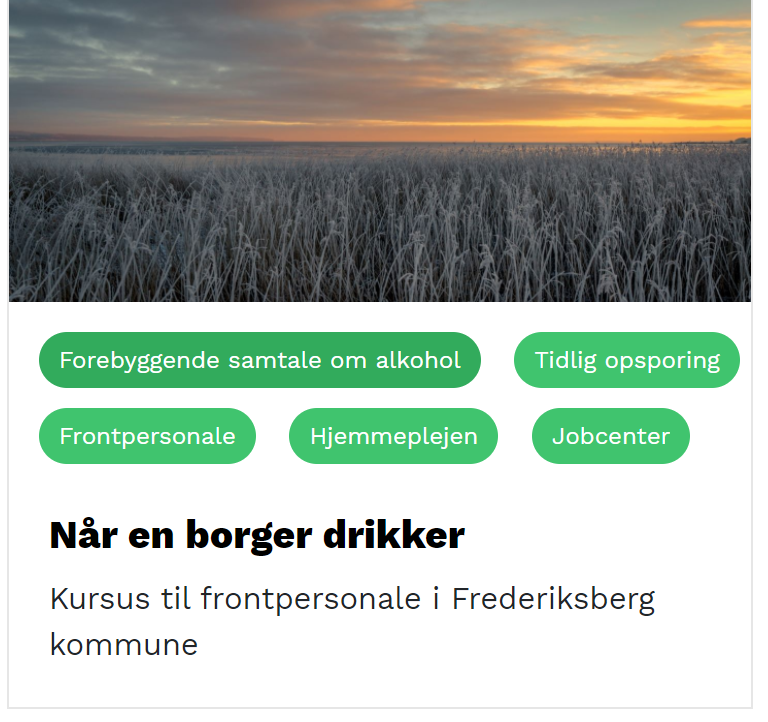 Forebyggende samtale om alkohol Tidlig opsporing
Frontpersonale Hjemmeplejen Jobcenter
Når en borger drikker
Kursus til frontpersonale i Frederiksberg
kommune